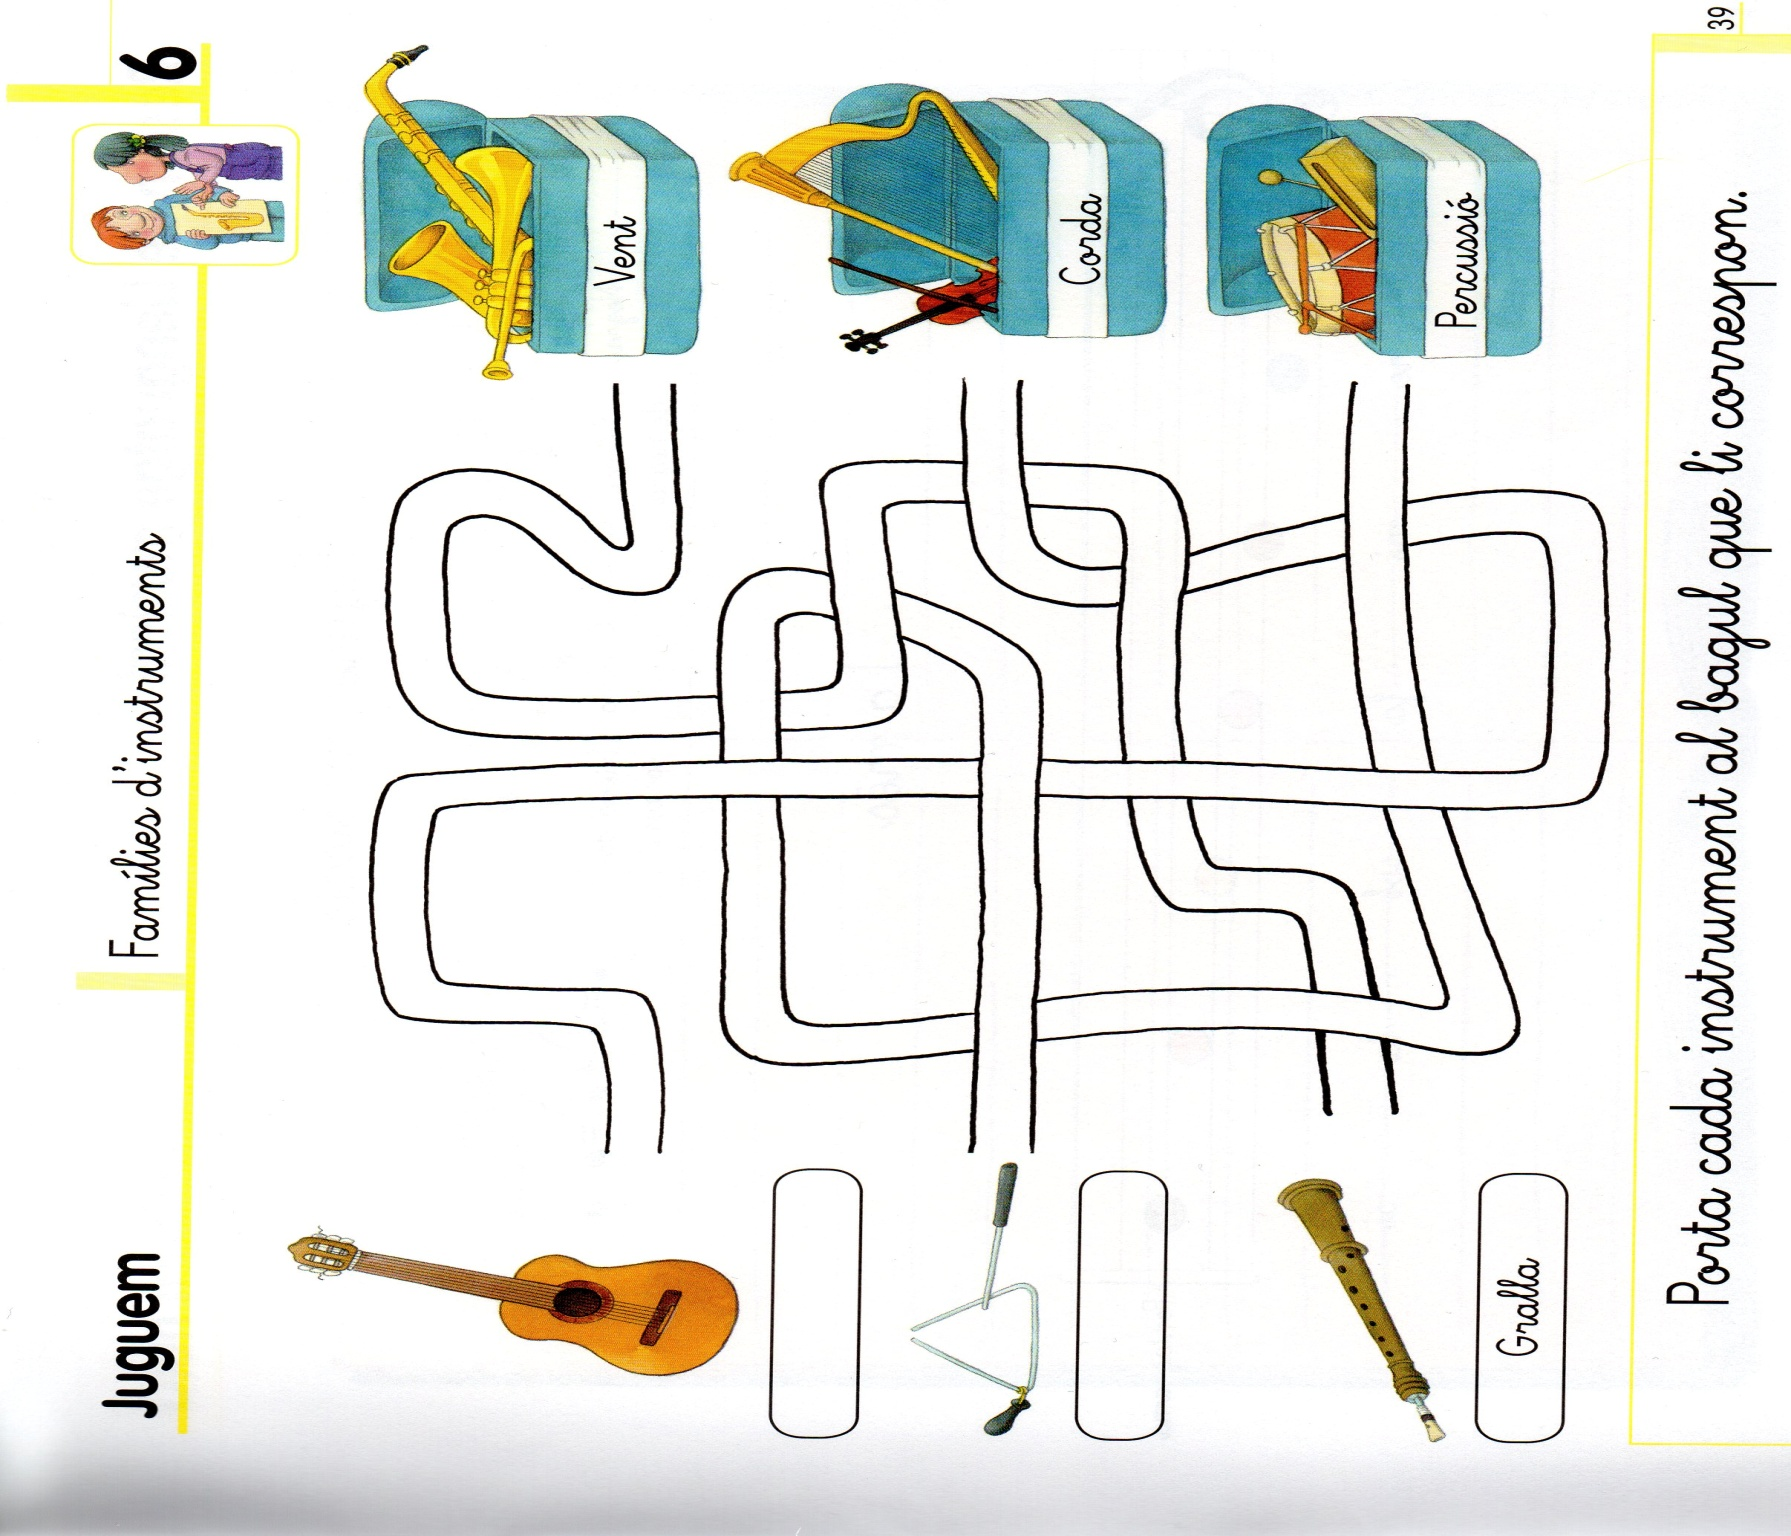 Juguem
Famílies d'instruments
6
Vent
Corda
Percussió
Gralla
Porta cada instrument al bagul que li correspon.
39